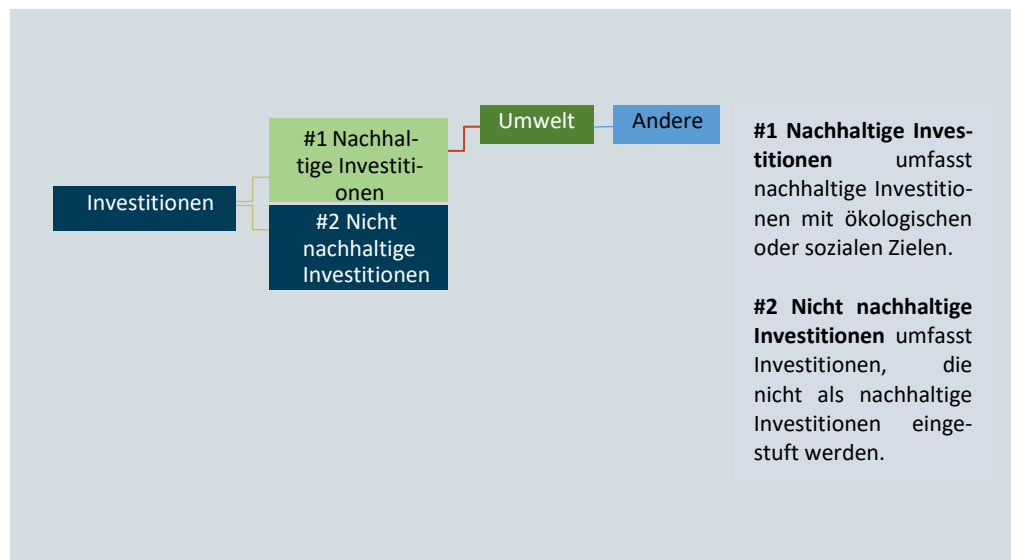 Investitionen
#1 Nachhal-
tige Investiti-
onen
#2 Nicht
nachhaltige
Investitionen
Umwelt
Andere
#1 Nachhaltige Inves-
titionen umfasst
nachhaltige Investitio-
nen mit ökologischen
oder sozialen Zielen.
#2 Nicht nachhaltige
Investitionen umfasst
Investitionen, die
nicht als nachhaltige
Investitionen einge-
stuft werden.